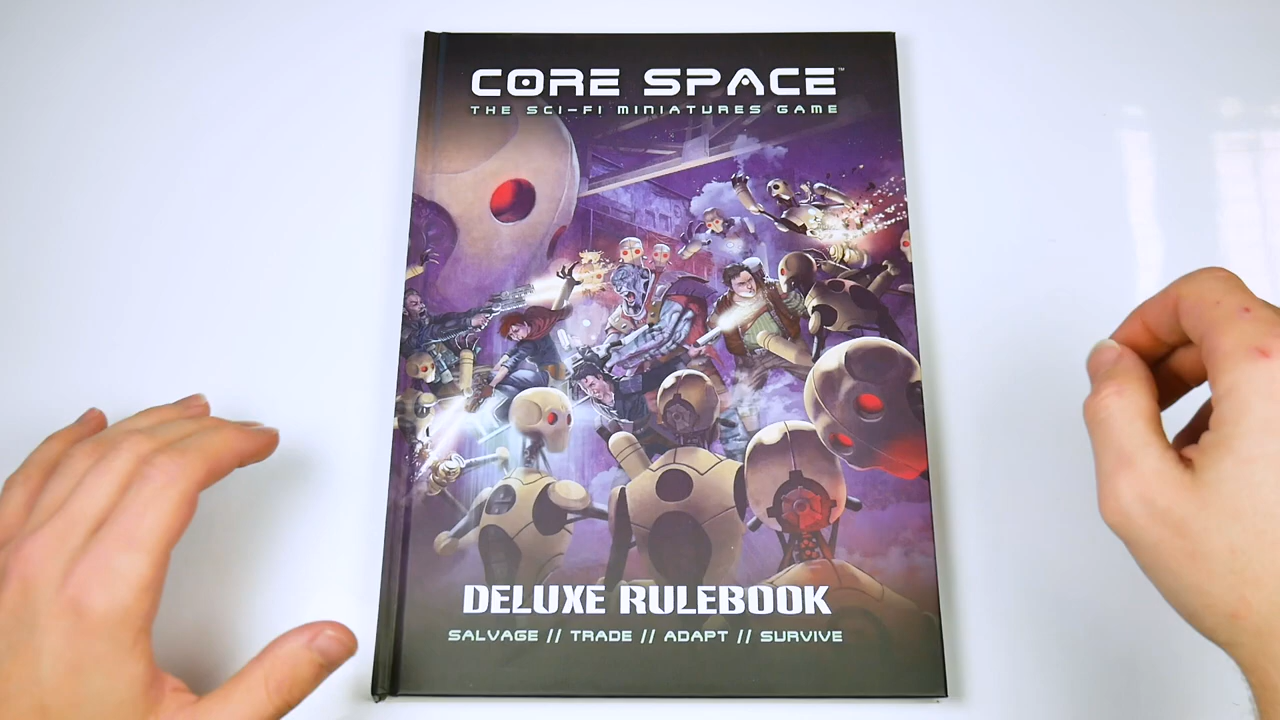 CORE SPACE™
THE SCI-FI MINIATURES GAME
DELUXE RULEBOOK
SALVAGE // TRADE // ADAPT // SURVIVE